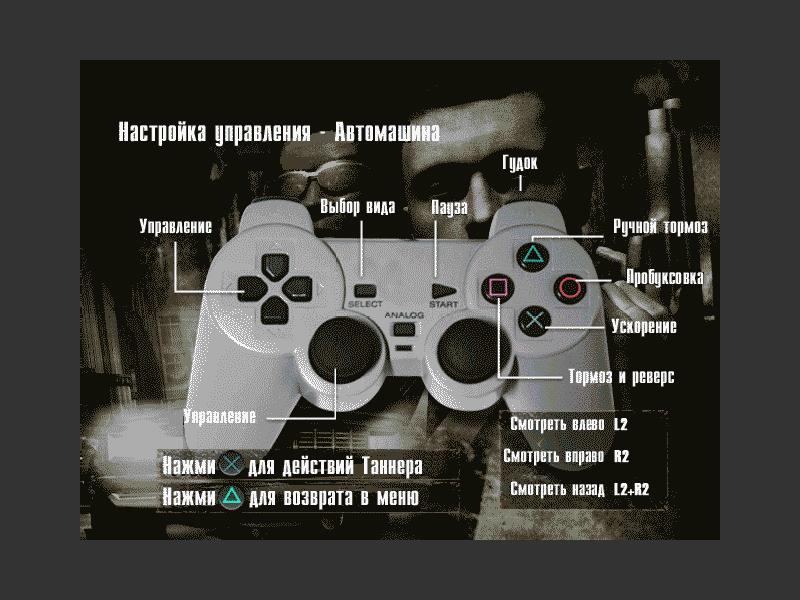 Настройка управления - Автомашина
Гудок
Выбор вида
Пауза
Управление
Ручной тормоз
Пробуксовка
SELECT
START
ANALOG
Ускорение
Тормоз и реверс
Управление
Смотреть влево L2
Смотреть вправо R2
Смотреть назад L2+R2
Нажми для действий Таннера
Нажми для возврата в меню